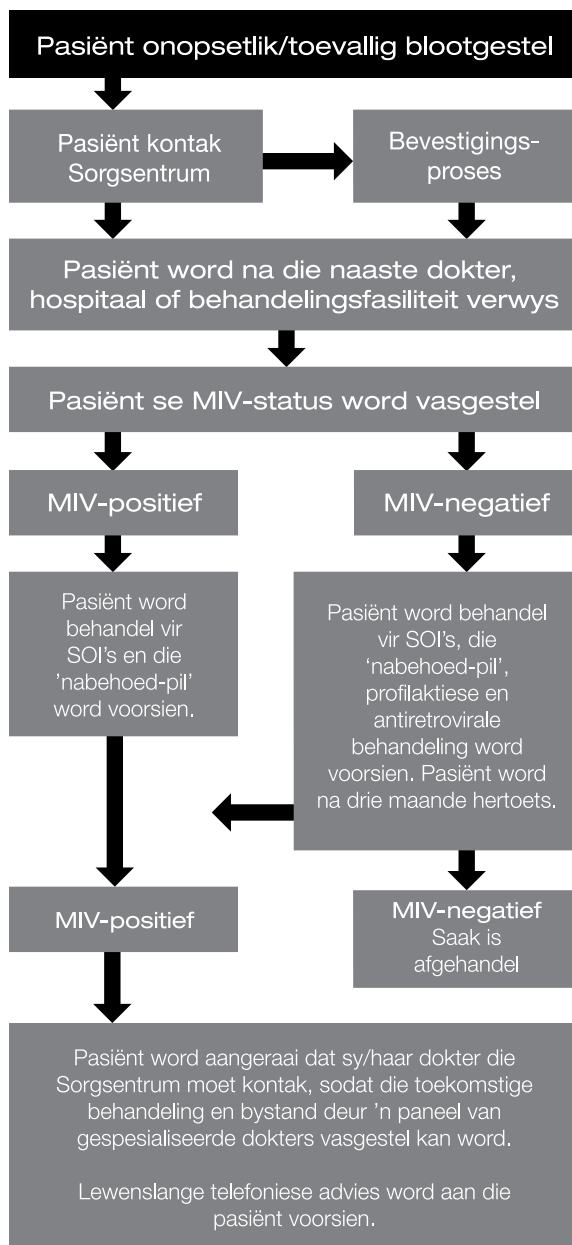 Pasiënt onopsetlik/toevallig blootgestel
Pasiënt kontak
Sorgsentrum
Bevestigings-
proses
Pasiënt word na die naaste dokter,
hospitaal of behandelingsfasiliteit verwys
Pasiënt se MIV-status word vasgestel
MIV-positief
MIV-negatief
Pasiënt word
behandel vir
SOI's en die
'nabehoed-pil'
word voorsien.
Pasiënt word behandel
vir SOI's, die
'nabehoed-pil',
profilaktiese en
antiretrovirale
behandeling word
voorsien. Pasiënt word
na drie maande hertoets.
MIV-positief
MIV-negatief
Saak is
afgehandel
Pasiënt word aangeraai dat sy/haar dokter die
Sorgsentrum moet kontak, sodat die toekomstige
behandeling en bystand deur 'n paneel van
gespesialiseerde dokters vasgestel kan word.
Lewenslange telefoniese advies word aan die
pasiënt voorsien.